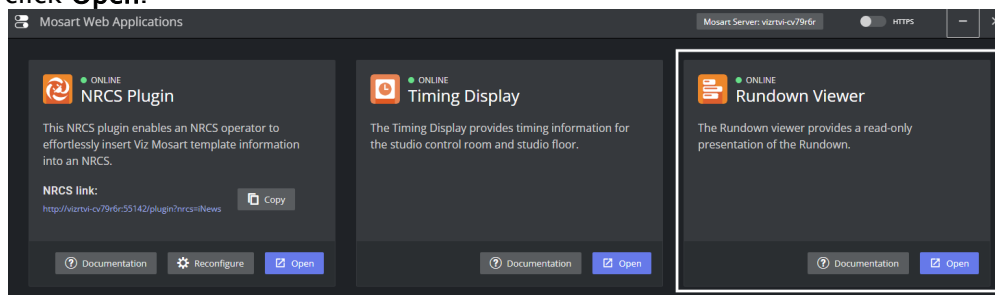 click Open.
Mosart Web Applications
Mosart Server: vizrtvi-cv79r6r
HTTPS
ONLINE
NRCS Plugin
This NRCS plugin enables an NRCS operator to
effortlessly insert Viz Mosart template information
into an NRCS.
NRCS link:
http://vizrtvi-cv79r6r:55142/plugin?nrcs=iNews
Copy
Documentation
Reconfigure
Open
ONLINE
Timing Display
The Timing Display provides timing information for
the studio control room and studio floor.
Documentation
Open
ONLINE
Rundown Viewer
The Rundown viewer provides a read-only
presentation of the Rundown.
Documentation
Open